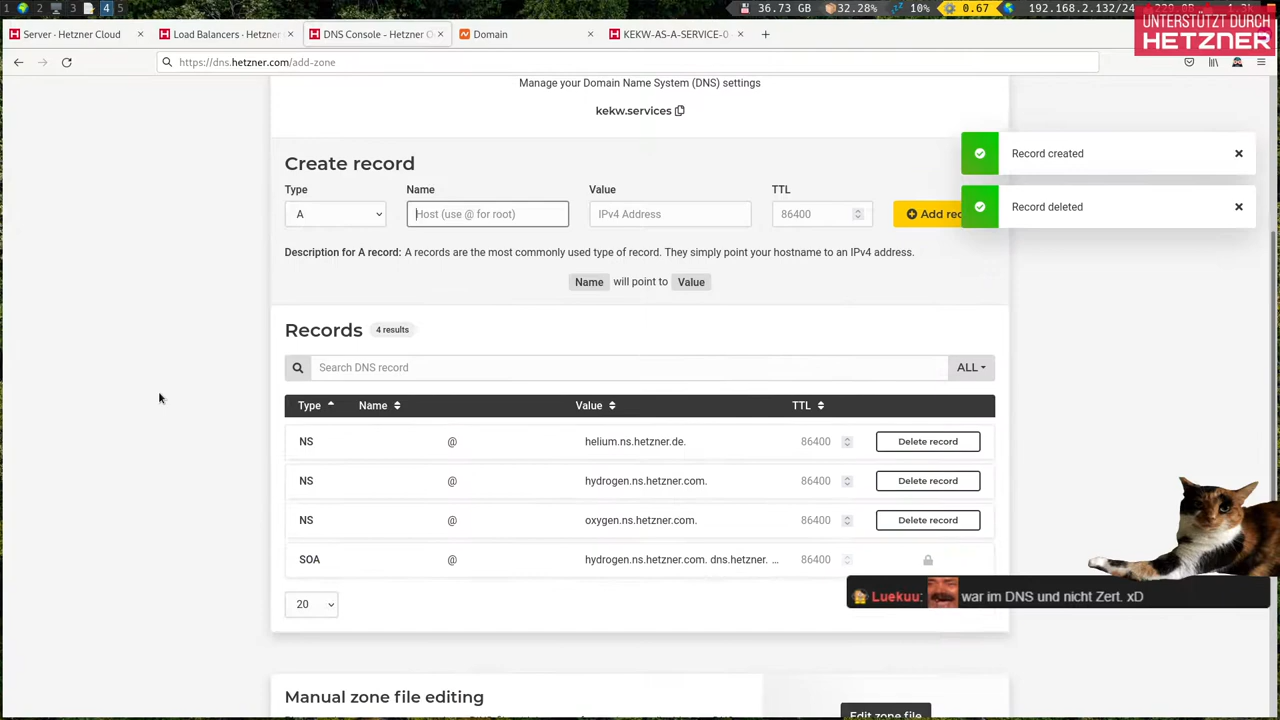 1 2 3 4 5
36.73 GB 32.28% 10% 0.67 192.168.2.132/24
Server · Hetzner Cloud
Load Balancers · Hetzner
DNS Console - Hetzner O
Domain
KEKW-AS-A-SERVICE-0
UNTERSTÜTZT DURCH
HETZNER
https://dns.hetzner.com/add-zone
Manage your Domain Name System (DNS) settings
kekw.services
Record created
Record deleted
Create record
Type Name Value TTL
A Host (use @ for root) IPv4 Address 86400 Add rec
Description for A record: A records are the most commonly used type of record. They simply point your hostname to an IPv4 address.
Name will point to Value
Records 4 results
Search DNS record ALL
Type Name Value TTL
NS @ helium.ns.hetzner.de. 86400 Delete record
NS @ hydrogen.ns.hetzner.com. 86400 Delete record
NS @ oxygen.ns.hetzner.com. 86400 Delete record
SOA @ hydrogen.ns.hetzner.com. dns.hetzner. ... 86400
Luekuu: war im DNS und nicht Zert. xD
20
Manual zone file editing
Edit zone file